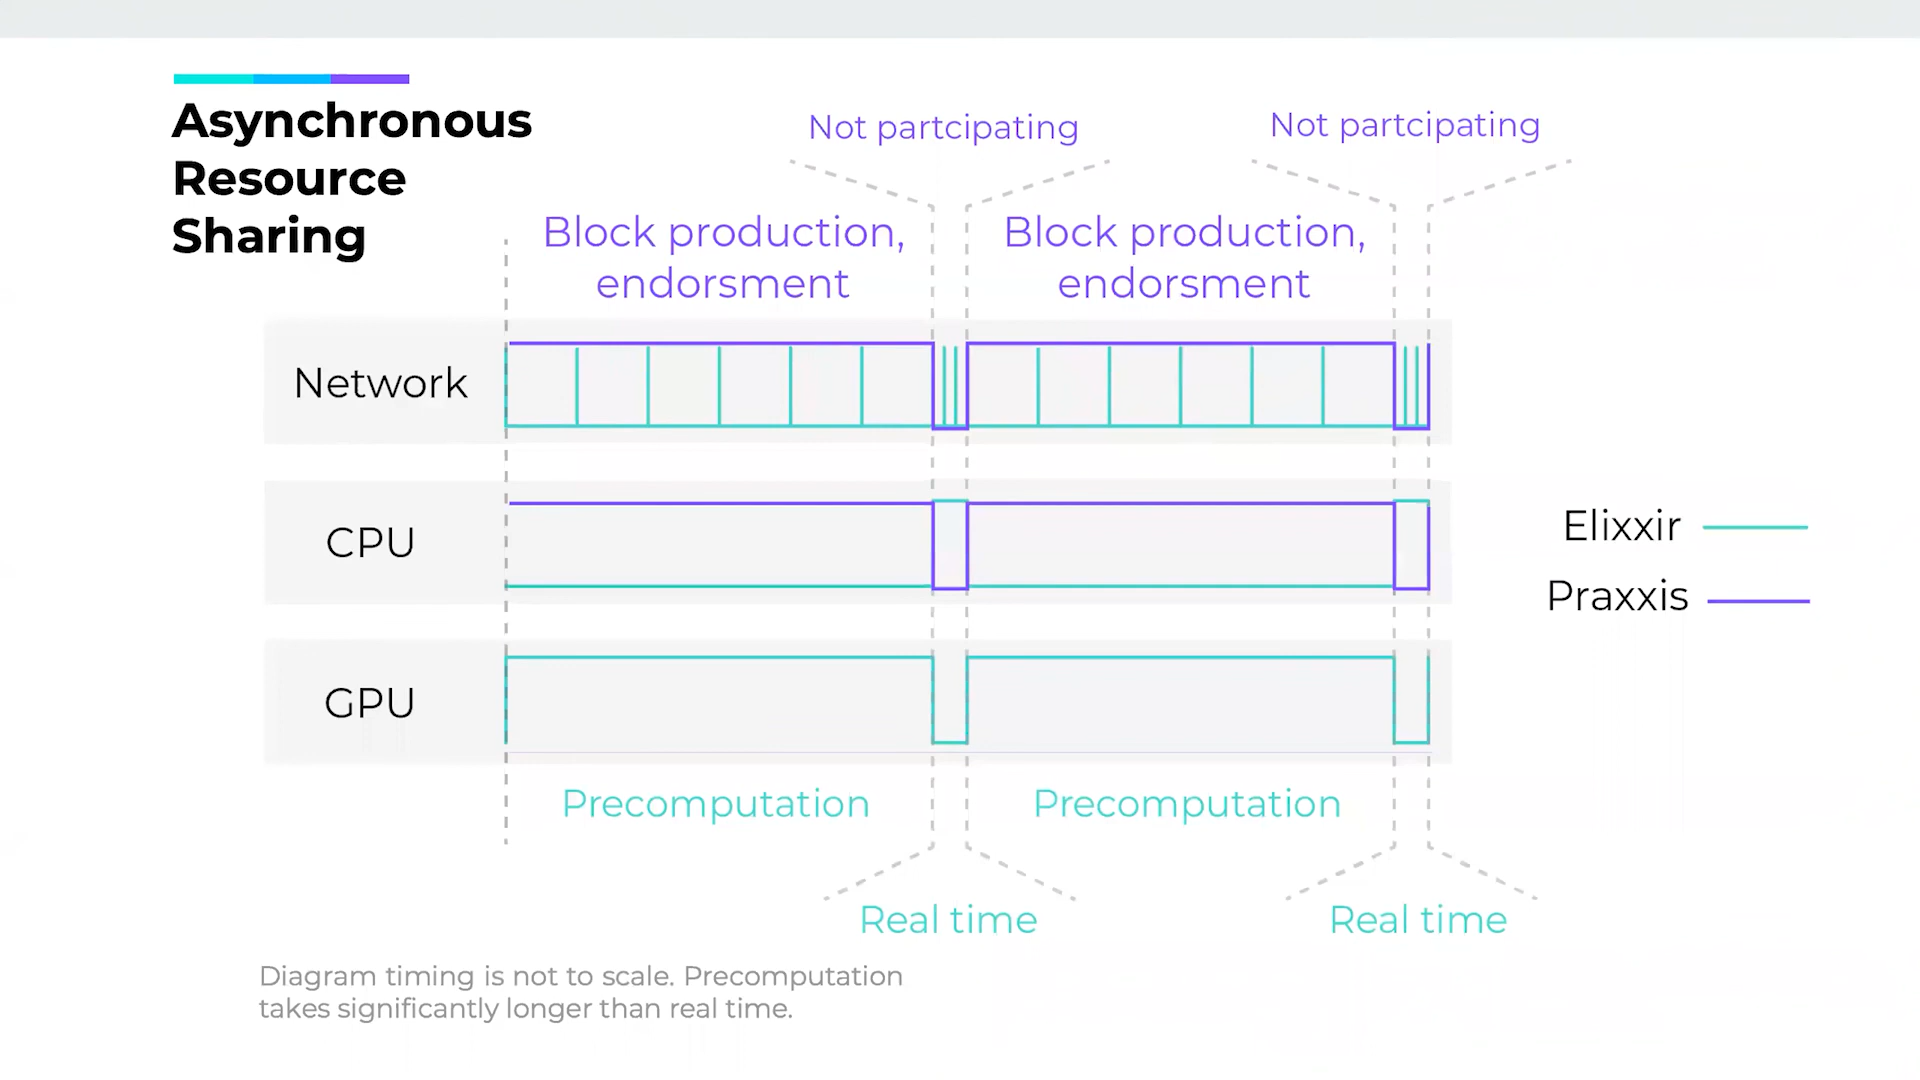 Asynchronous
Resource
Sharing
Not partcipating
Not partcipating
Block production,
endorsment
Block production,
endorsment
Network
CPU
GPU
Elixxir
Praxxis
Precomputation
Precomputation
Real time
Real time
Diagram timing is not to scale. Precomputation
takes significantly longer than real time.